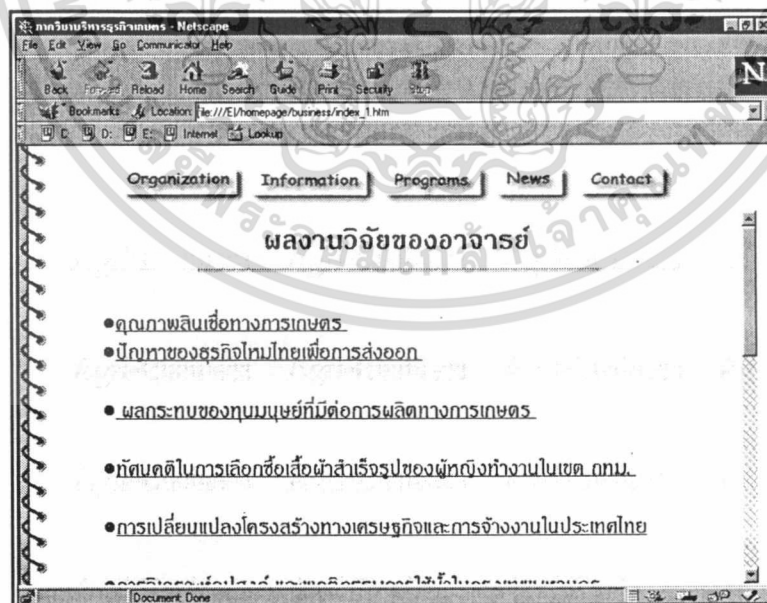 ภาควิชาบริหารธุรกิจเกษตร - Netscape
File Edit View Go Communicator Help
Back Forward Reload Home Search Guide Print Security Stop
Bookmarks Location: file:///E|/homepage/business/index_1.htm
C: D: E: Internet Lookup
Organization Information Programs News Contact
ผลงานวิจัยของอาจารย์
●คุณภาพสินเชื่อทางการเกษตร
●ปัญหาของธุรกิจไหมไทยเพื่อการส่งออก
● ผลกระทบของทุนมนุษย์ที่มีต่อการผลิตทางการเกษตร
●ทัศนคติในการเลือกซื้อเสื้อผ้าสำเร็จรูปของผู้หญิงทำงานในเขต กทม.
●การเปลี่ยนแปลงโครงสร้างทางเศรษฐกิจและการจ้างงานในประเทศไทย
Document: Done